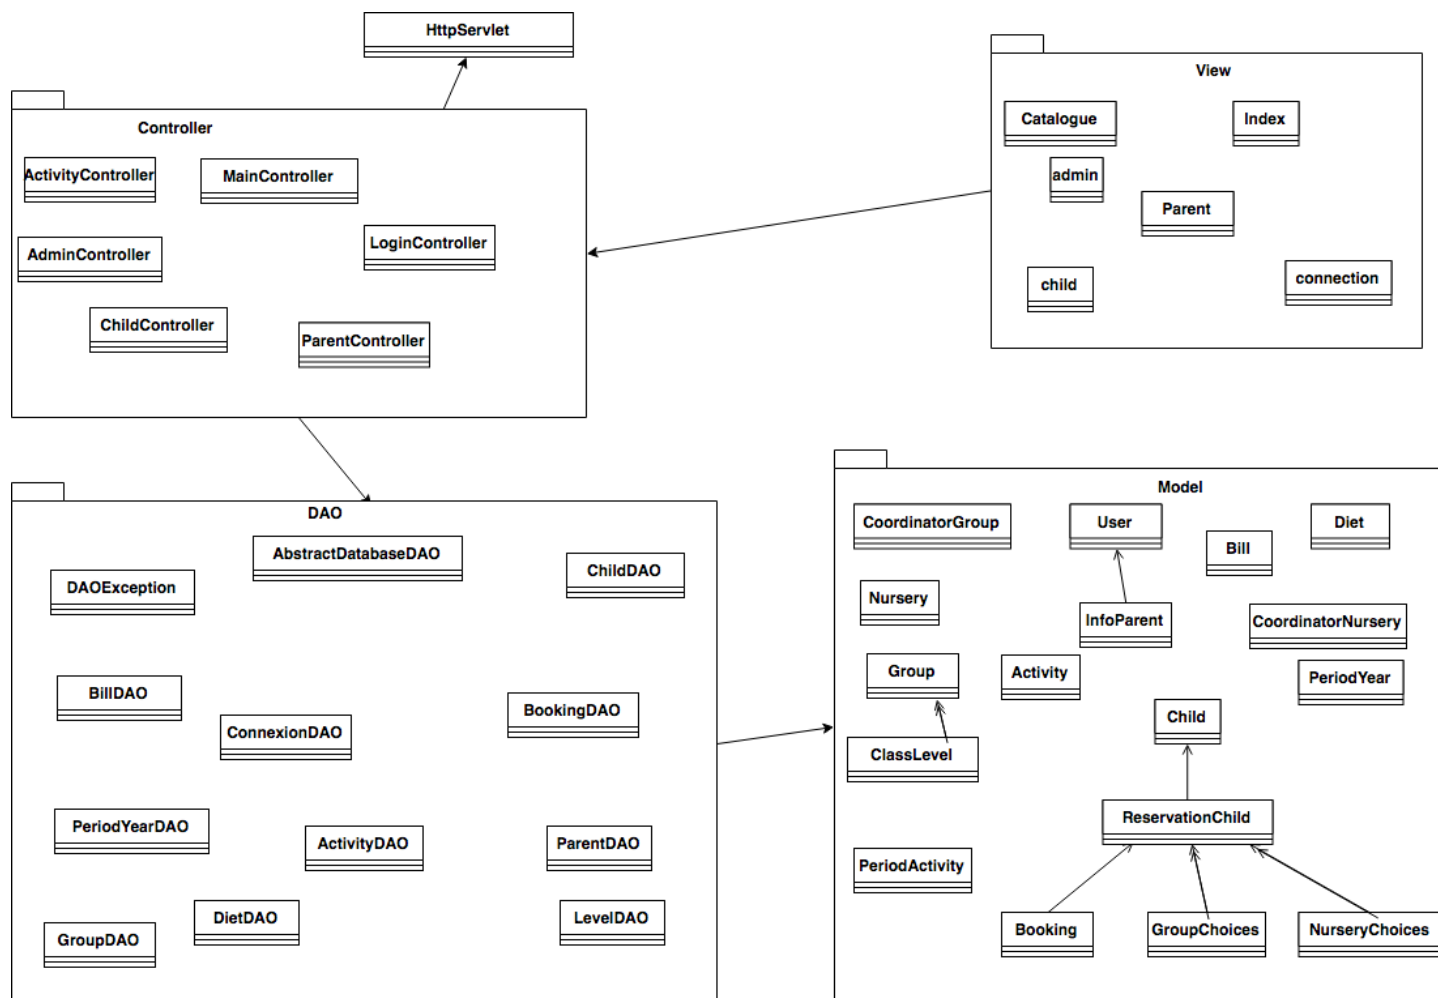 HttpServlet
Controller
ActivityController
MainController
LoginController
AdminController
ChildController
ParentController
View
Catalogue
Index
admin
Parent
child
connection
DAO
AbstractDatabaseDAO
ChildDAO
DAOException
BillDAO
BookingDAO
ConnexionDAO
PeriodYearDAO
ActivityDAO
ParentDAO
DietDAO
LevelDAO
GroupDAO
Model
CoordinatorGroup
User
Diet
Bill
Nursery
InfoParent
CoordinatorNursery
Group
Activity
PeriodYear
Child
ClassLevel
ReservationChild
PeriodActivity
Booking
GroupChoices
NurseryChoices